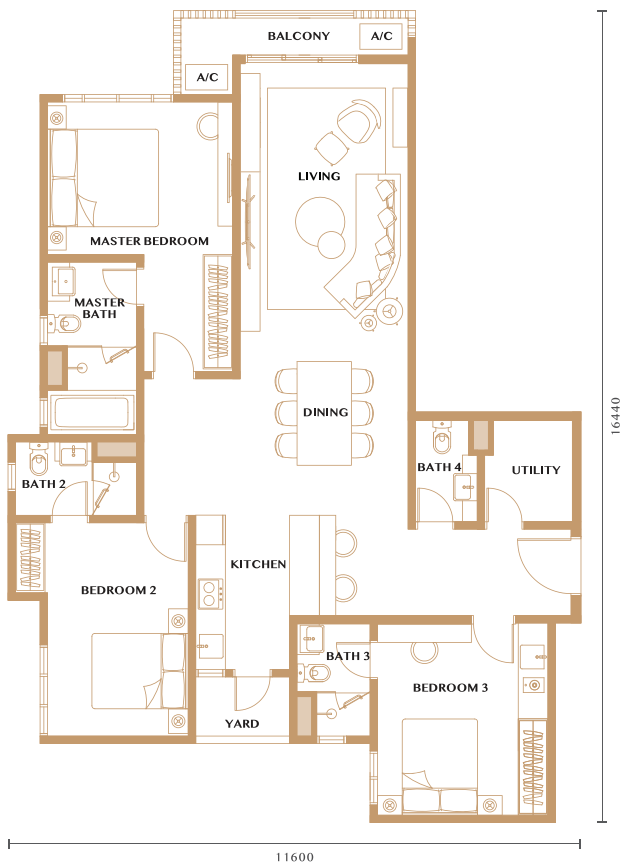 BALCONY
A/C
A/C
LIVING
MASTER BEDROOM
MASTER
BATH
DINING
16440
BATH 4
UTILITY
BATH 2
KITCHEN
BEDROOM 2
BATH 3
BEDROOM 3
YARD
11600